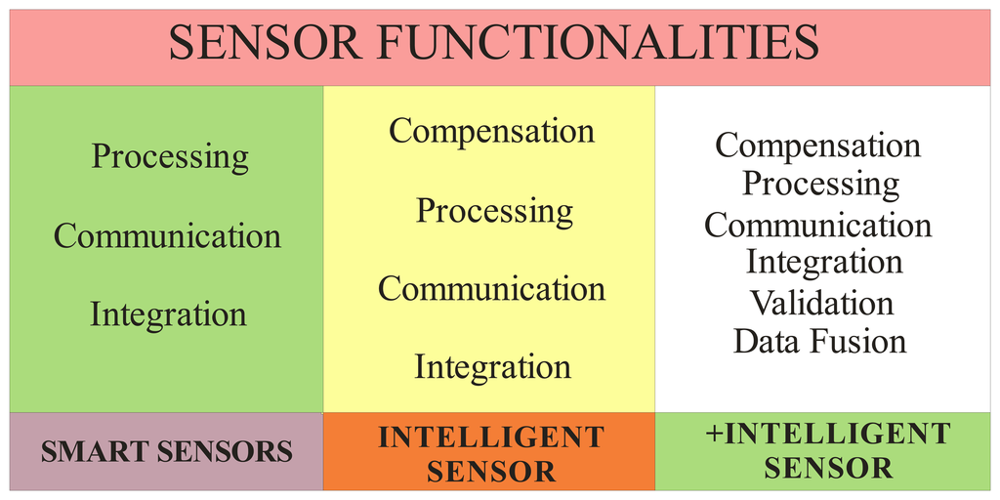 SENSOR FUNCTIONALITIES
Processing
Communication
Integration
SMART SENSORS
Compensation
Processing
Communication
Integration
INTELLIGENT
SENSOR
Compensation
Processing
Communication
Integration
Validation
Data Fusion
+INTELLIGENT
SENSOR